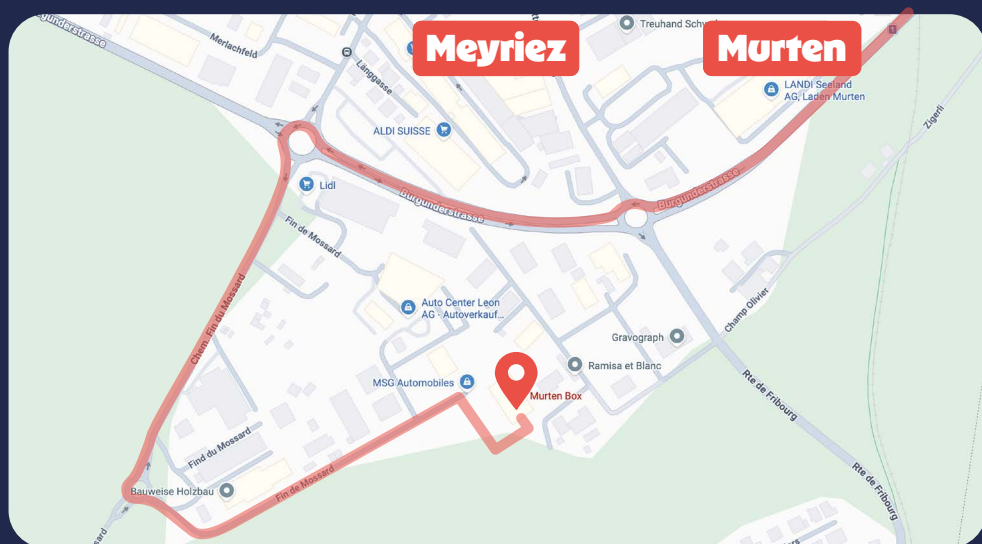 Burgunderstrasse
Merlachfeld
Länggasse
Meyriez
Treuhand
Murten
LANDI Seeland
AG, Laden Murten
ALDI SUISSE
Zigerli
Lidl
Burgunderstrasse
Burgunderstrasse
Fin de Mossard
Chem. Fin du Mossard
Auto Center Leon
AG - Autoverkauf...
Champ Olivier
Gravograph
Ramisa et Blanc
MSG Automobiles
Murten Box
Rte de Fribourg
Find du Mossard
Bauweise Holzbau
Fin de Mossard
Rte de Fribourg